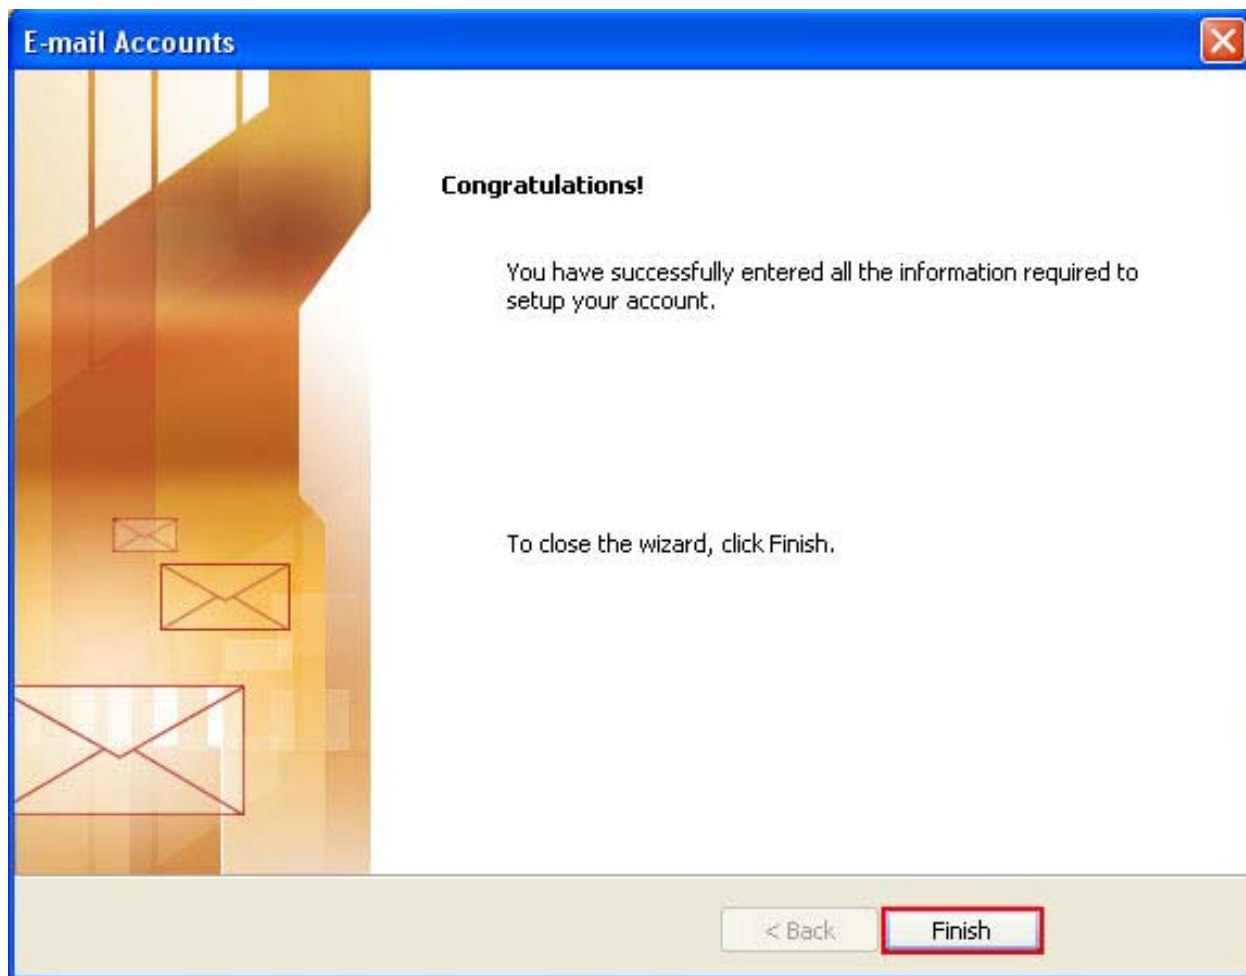 E-mail Accounts
Congratulations!
You have successfully entered all the information required to
setup your account.
To close the wizard, click Finish.
< Back
Finish